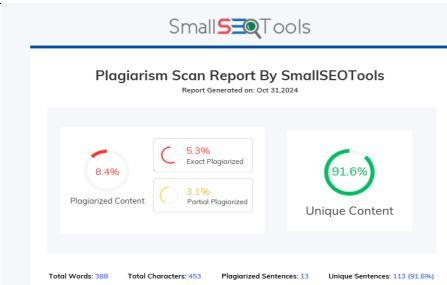 SmallSEOTools
Plagiarism Scan Report By SmallSEOTools
Report Generated on: Oct 31,2024
8.4%
Plagiarized Content
5.3%
Exact Plagiarized
3.1%
Partial Plagiarized
91.6%
Unique Content
Total Words: 388 Total Characters: 453 Plagiarized Sentences: 13 Unique Sentences: 113 (91.6%)